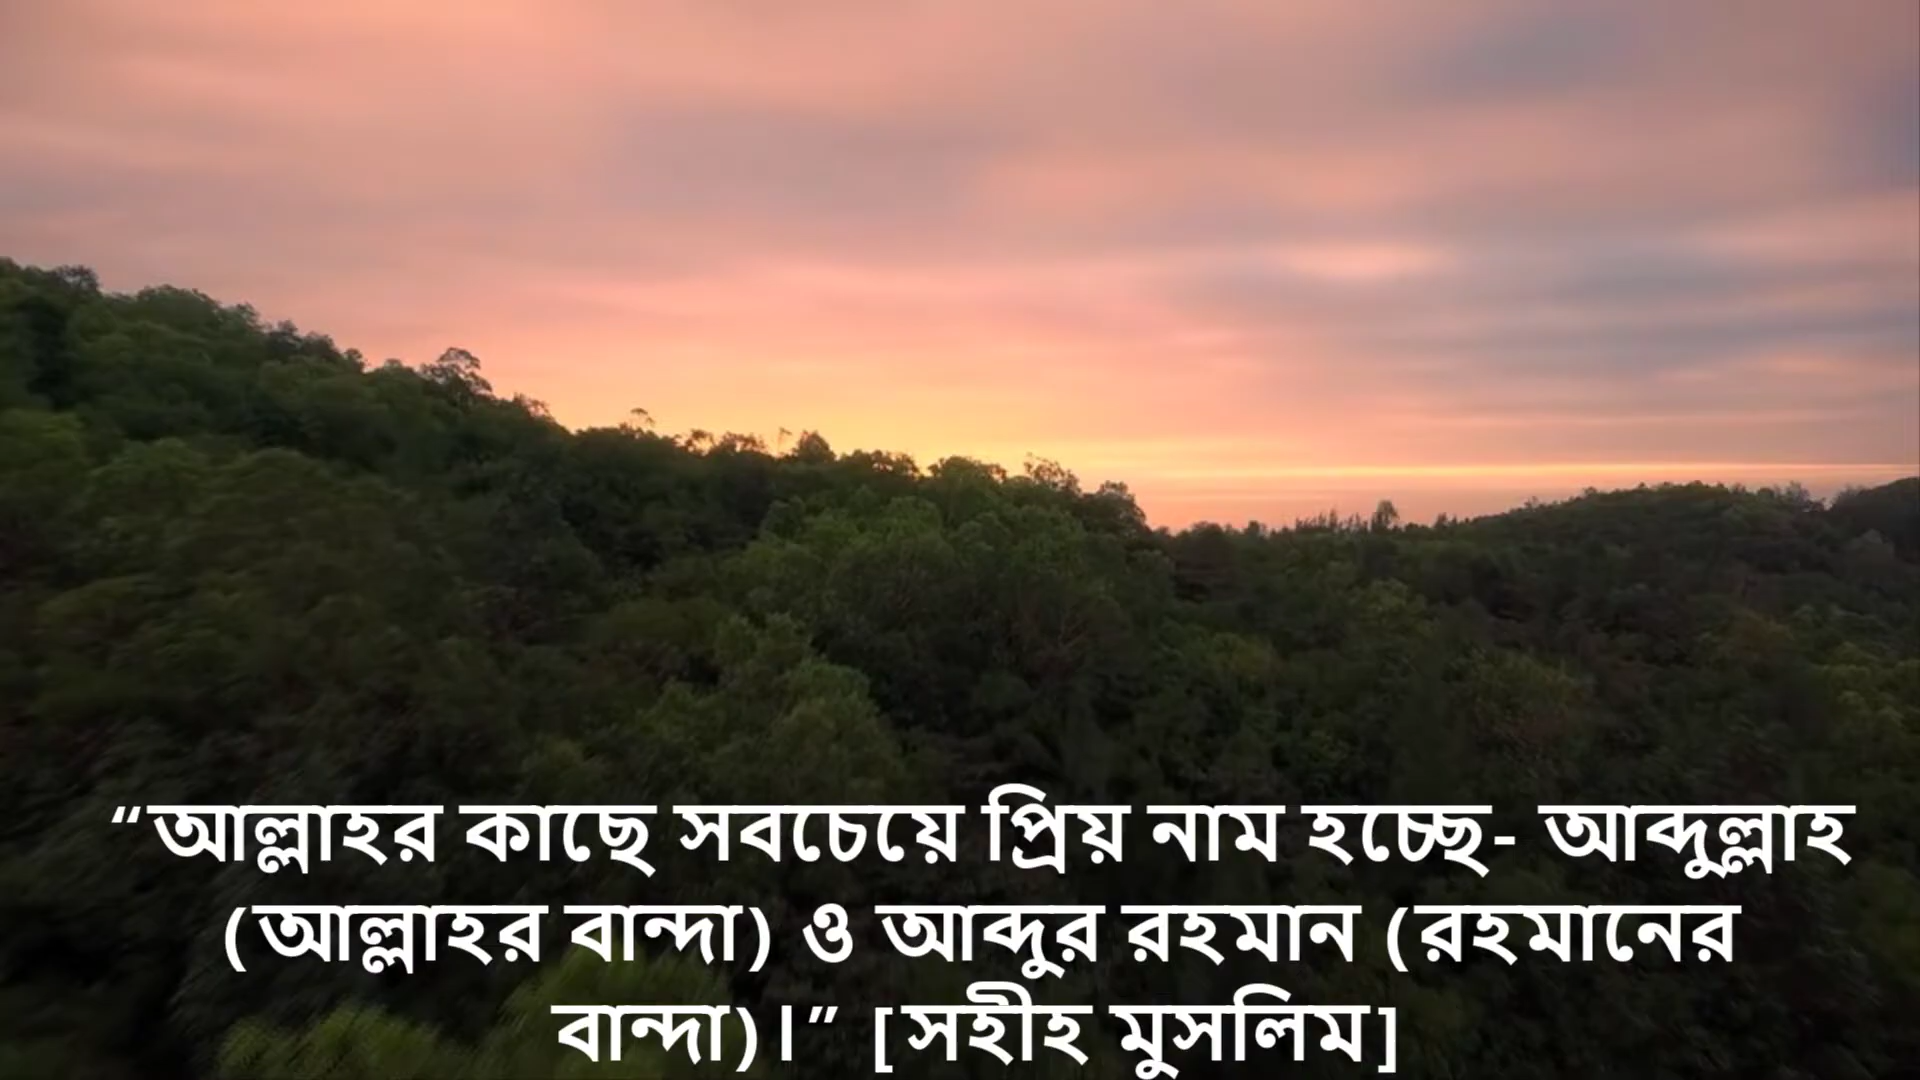 “আল্লাহর কাছে সবচেয়ে প্রিয় নাম হচ্ছে- আব্দুল্লাহ
(আল্লাহর বান্দা) ও আব্দুর রহমান (রহমানের
বান্দা)।” [সহীহ মুসলিম]